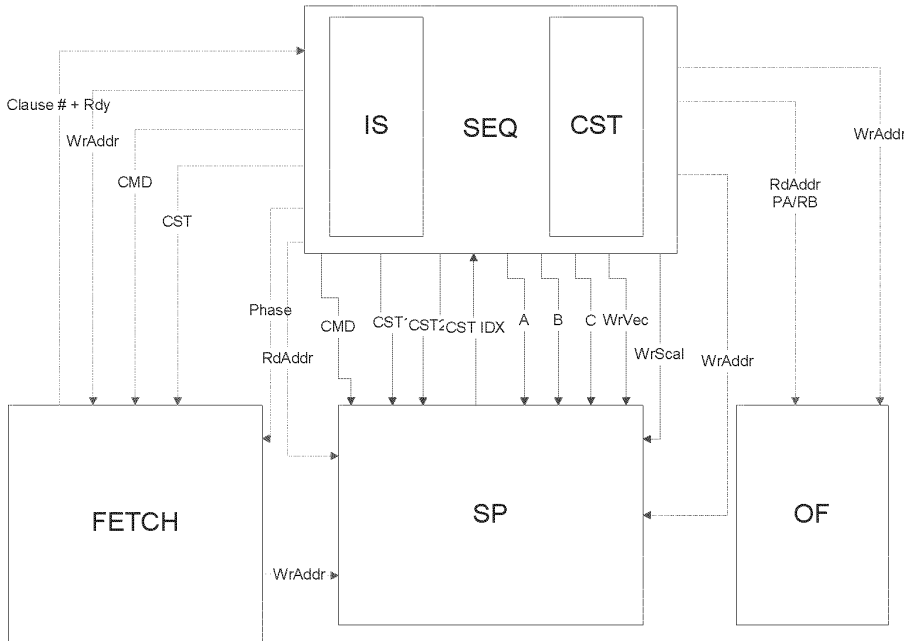 Clause # + Rdy
WrAddr
CMD
CST
IS
SEQ
CST
WrAddr
RdAddr
PA/RB
Phase
RdAddr
CMD
CST1
CST2
CST IDX
A
B
C
WrVec
WrScal
WrAddr
FETCH
SP
OF
WrAddr